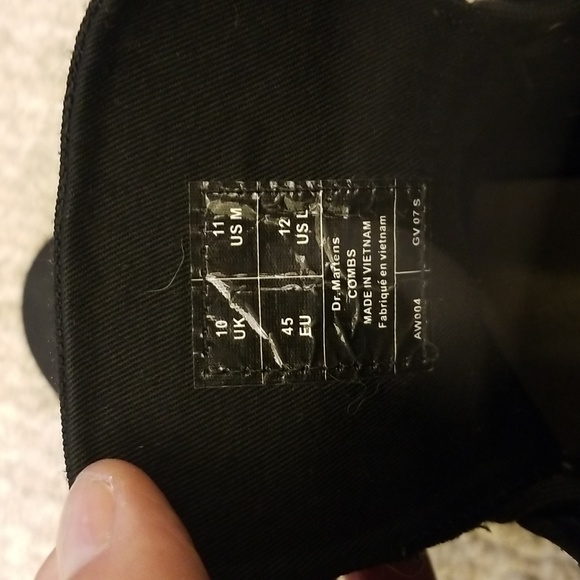 10
UK
11
US M
45
EU
12
US L
Dr. Martens
COMBS
MADE IN VIETNAM
Fabriqué en vietnam
AW004 GV 07 S